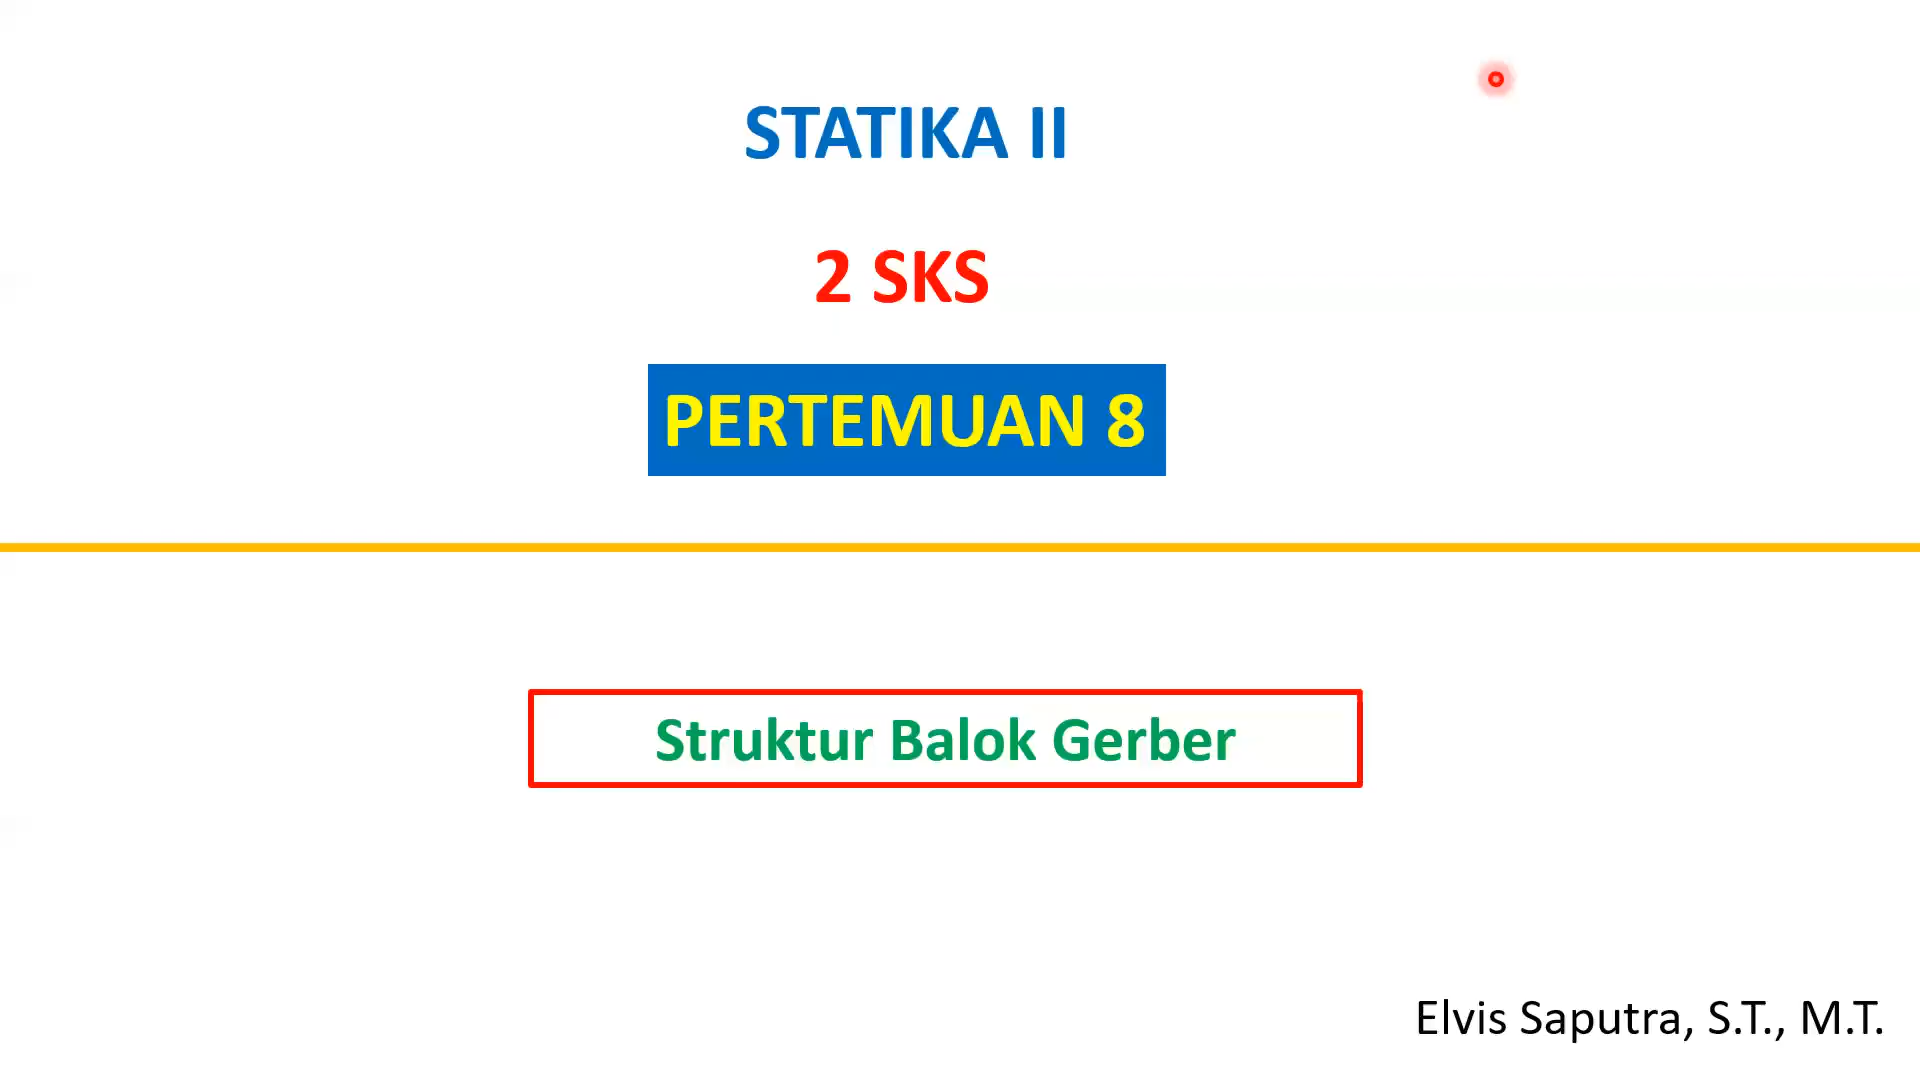 STATIKA II
2 SKS
PERTEMUAN 8
Struktur Balok Gerber
Elvis Saputra, S.T., M.T.